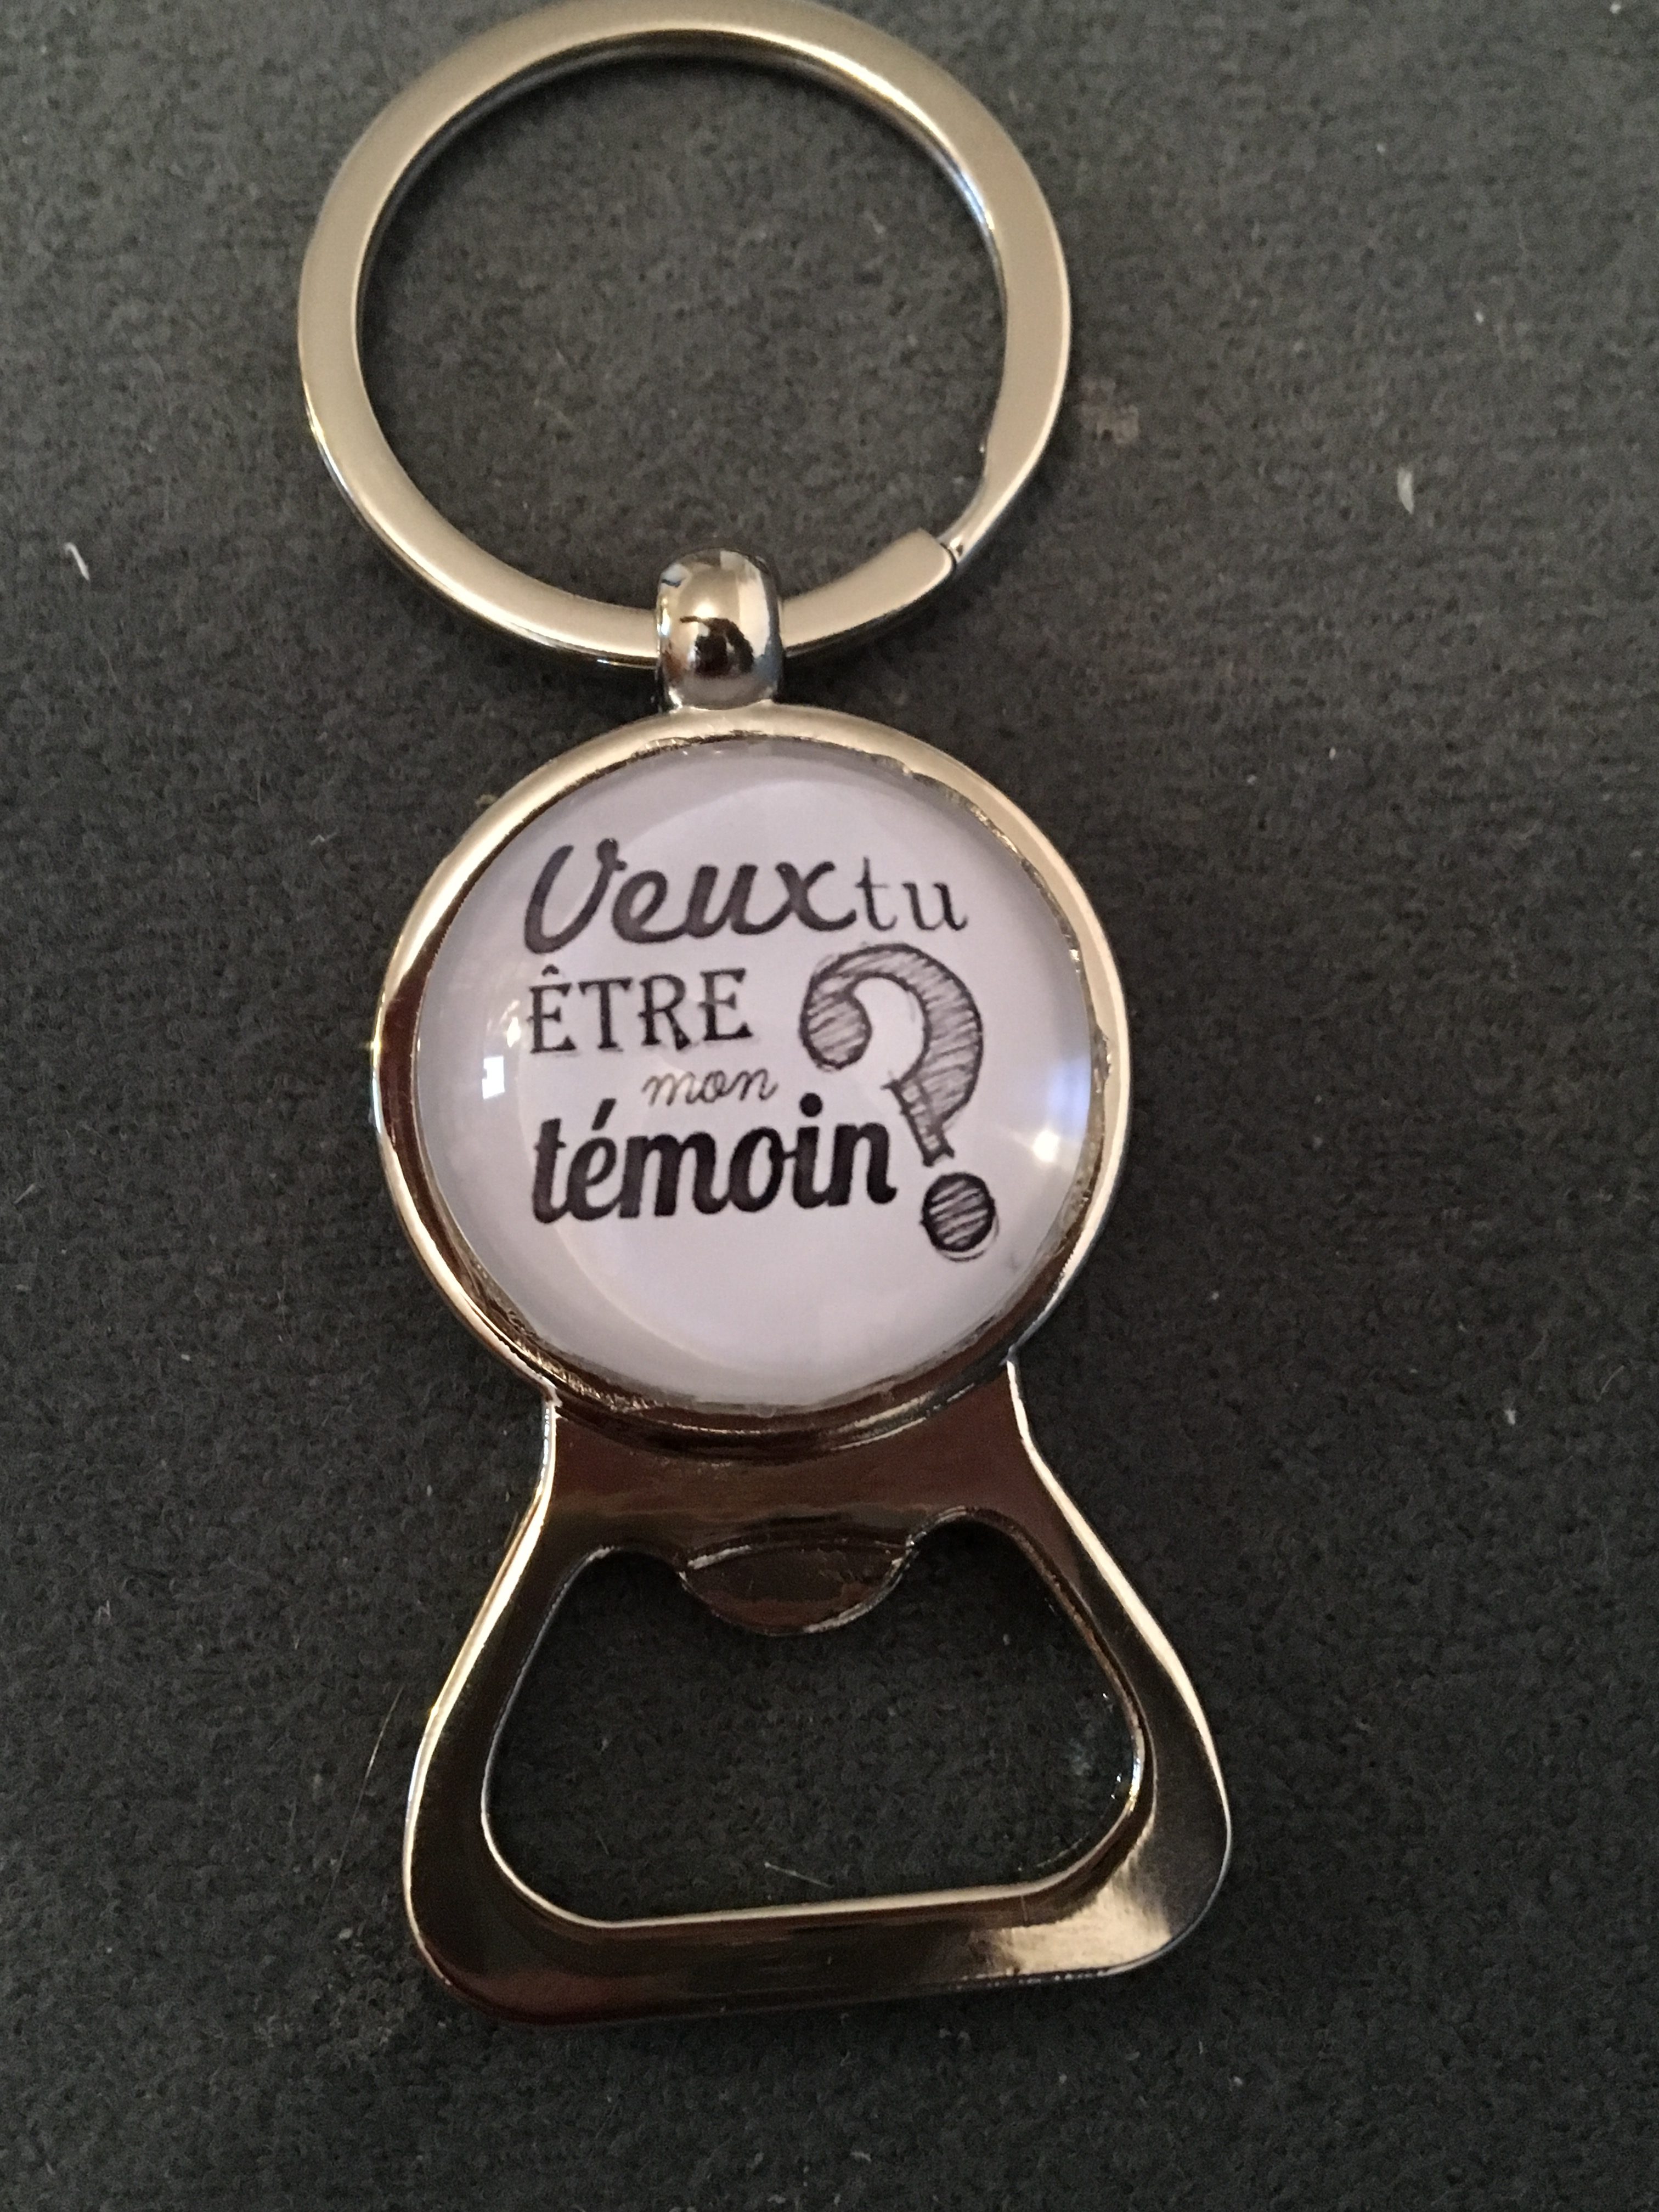 Veux tu
ÊTRE
mon
témoin ?